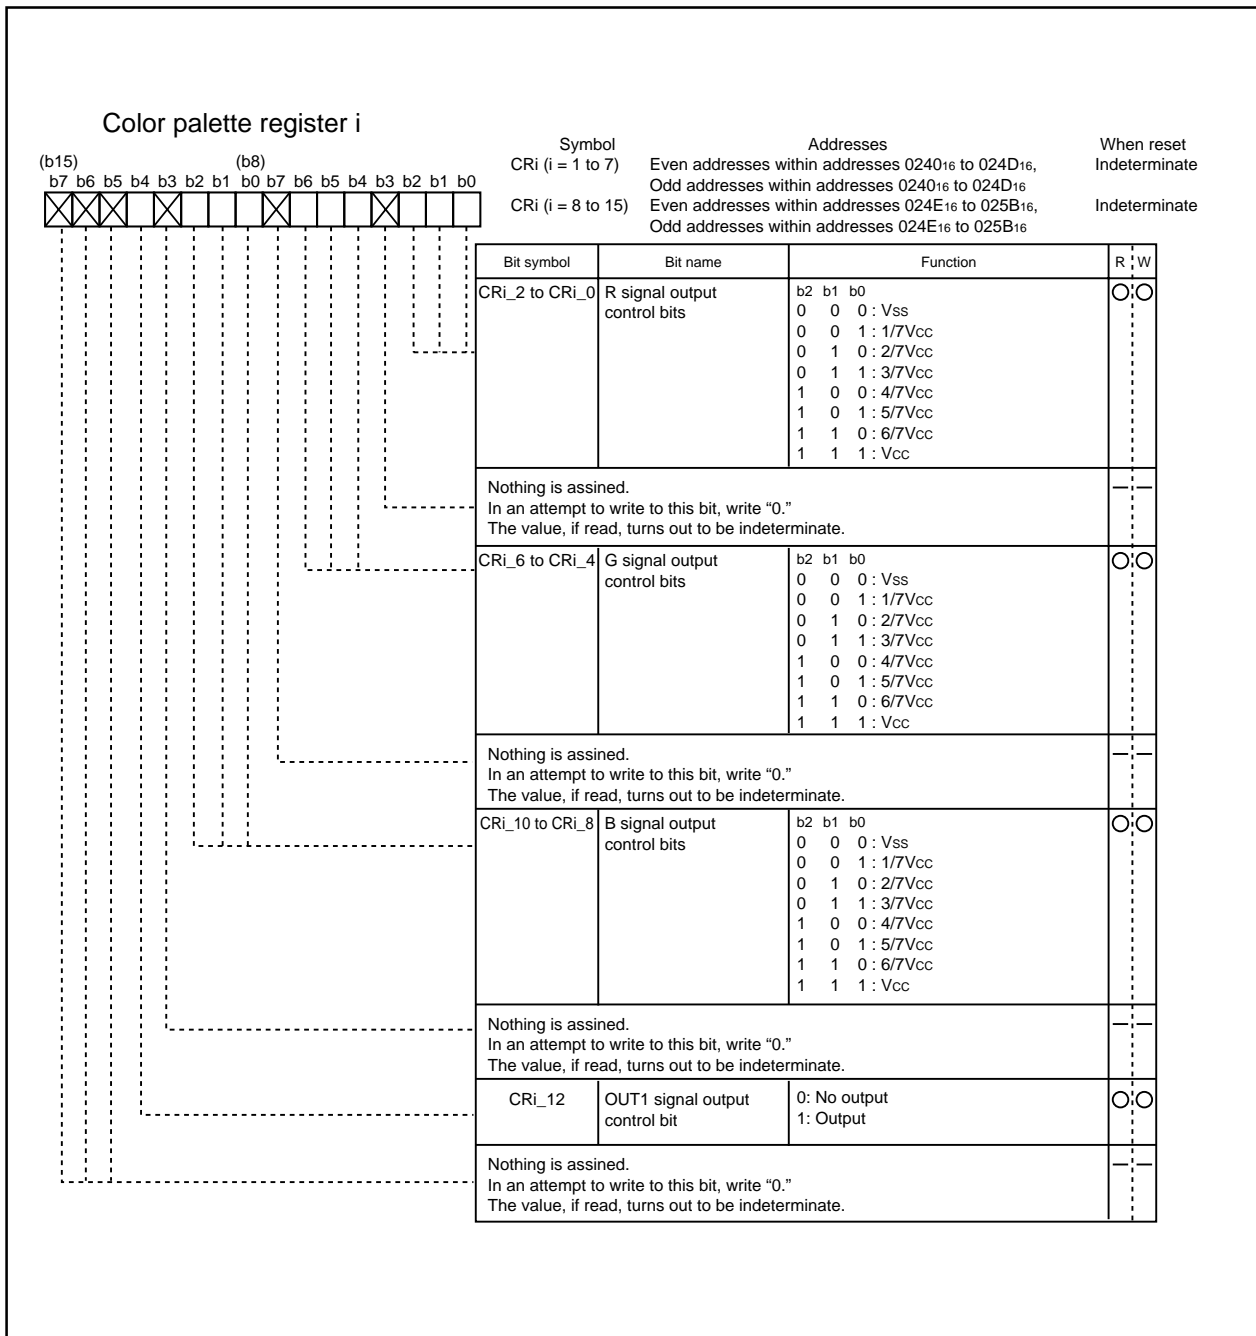 Color palette register i
(b15) (b8)
b7 b6 b5 b4 b3 b2 b1 b0 b7 b6 b5 b4 b3 b2 b1 b0
Symbol Addresses When reset
CRi (i = 1 to 7) Even addresses within addresses 024016 to 024D16, Indeterminate
Odd addresses within addresses 024016 to 024D16
CRi (i = 8 to 15) Even addresses within addresses 024E16 to 025B16, Indeterminate
Odd addresses within addresses 024E16 to 025B16
Bit symbol Bit name Function R W
CRi_2 to CRi_0 R signal output b2 b1 b0
control bits 0 0 0 : VSS
0 0 1 : 1/7VCC
0 1 0 : 2/7VCC
0 1 1 : 3/7VCC
1 0 0 : 4/7VCC
1 0 1 : 5/7VCC
1 1 0 : 6/7VCC
1 1 1 : VCC
Nothing is assined.
In an attempt to write to this bit, write “0.”
The value, if read, turns out to be indeterminate.
CRi_6 to CRi_4 G signal output b2 b1 b0
control bits 0 0 0 : VSS
0 0 1 : 1/7VCC
0 1 0 : 2/7VCC
0 1 1 : 3/7VCC
1 0 0 : 4/7VCC
1 0 1 : 5/7VCC
1 1 0 : 6/7VCC
1 1 1 : VCC
Nothing is assined.
In an attempt to write to this bit, write “0.”
The value, if read, turns out to be indeterminate.
CRi_10 to CRi_8 B signal output b2 b1 b0
control bits 0 0 0 : VSS
0 0 1 : 1/7VCC
0 1 0 : 2/7VCC
0 1 1 : 3/7VCC
1 0 0 : 4/7VCC
1 0 1 : 5/7VCC
1 1 0 : 6/7VCC
1 1 1 : VCC
Nothing is assined.
In an attempt to write to this bit, write “0.”
The value, if read, turns out to be indeterminate.
CRi_12 OUT1 signal output 0: No output
control bit 1: Output
Nothing is assined.
In an attempt to write to this bit, write “0.”
The value, if read, turns out to be indeterminate.